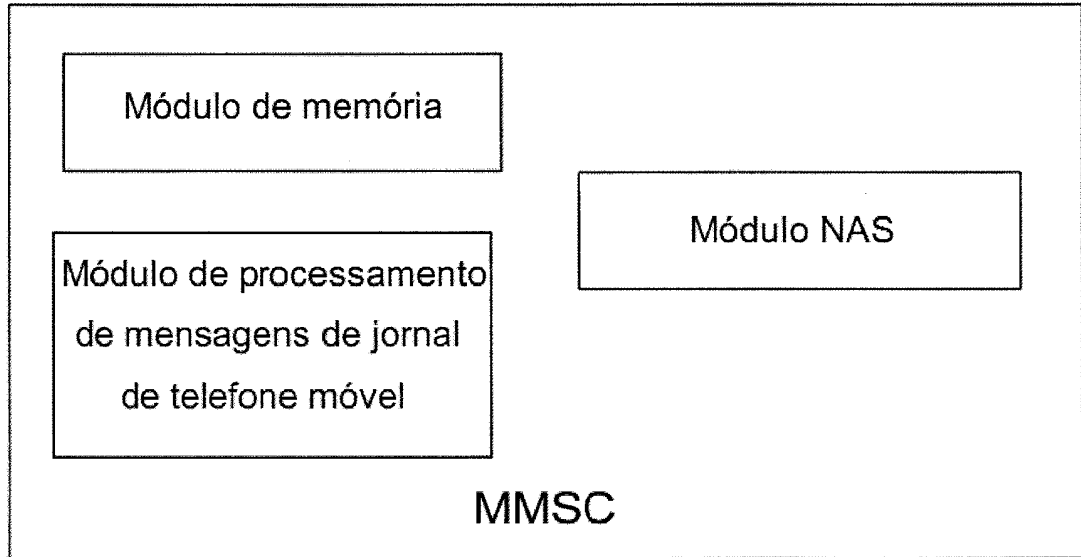 Módulo de memória
Módulo NAS
Módulo de processamento
de mensagens de jornal
de telefone móvel
MMSC